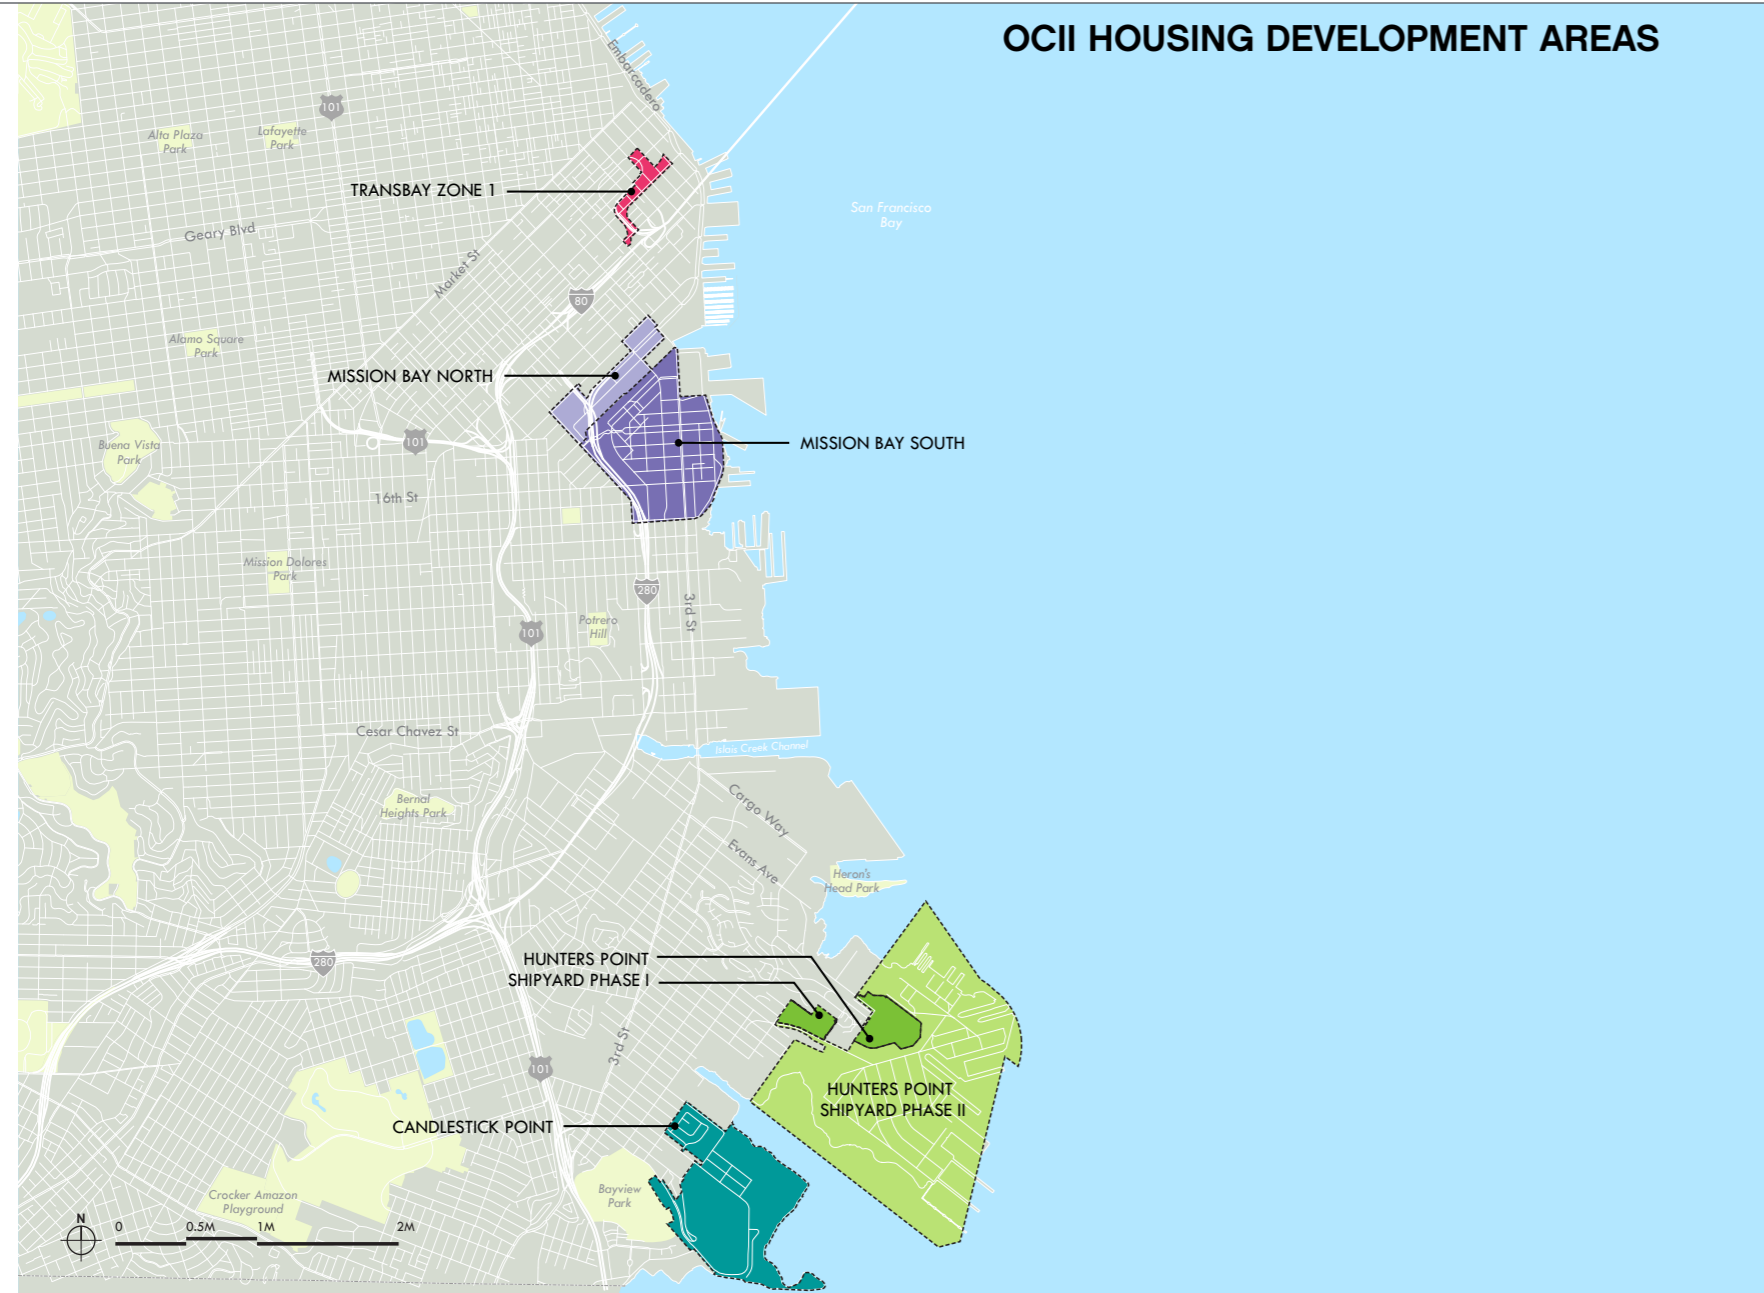 OCII HOUSING DEVELOPMENT AREAS
Embarcadero
101
Alta Plaza
Park
Lafayette
Park
TRANSBAY ZONE 1
San Francisco
Bay
Geary Blvd
Market St
80
Alamo Square
Park
MISSION BAY NORTH
Buena Vista
Park
101
MISSION BAY SOUTH
16th St
Mission Dolores
Park
280
3rd St
Potrero
Hill
101
Cesar Chavez St
Islais Creek Channel
Bernal
Heights Park
Cargo Way
Evans Ave
Heron's
Head Park
280
HUNTERS POINT
SHIPYARD PHASE I
3rd St
101
HUNTERS POINT
SHIPYARD PHASE II
CANDLESTICK POINT
Bayview
Park
Crocker Amazon
Playground
N
0 0.5M 1M 2M